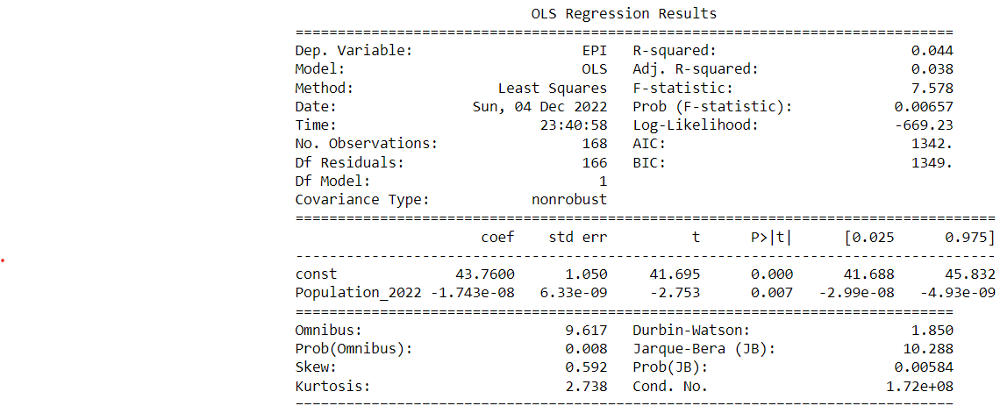 OLS Regression Results
==============================================================================
Dep. Variable:                    EPI   R-squared:                       0.044
Model:                            OLS   Adj. R-squared:                  0.038
Method:                 Least Squares   F-statistic:                     7.578
Date:                Sun, 04 Dec 2022   Prob (F-statistic):            0.00657
Time:                        23:40:58   Log-Likelihood:                -669.23
No. Observations:                 168   AIC:                             1342.
Df Residuals:                     166   BIC:                             1349.
Df Model:                           1
Covariance Type:            nonrobust
===================================================================================
                      coef    std err          t      P>|t|      [0.025      0.975]
-----------------------------------------------------------------------------------
const              43.7600      1.050     41.695      0.000      41.688      45.832
Population_2022 -1.743e-08   6.33e-09     -2.753      0.007   -2.99e-08   -4.93e-09
==============================================================================
Omnibus:                        9.617   Durbin-Watson:                   1.850
Prob(Omnibus):                  0.008   Jarque-Bera (JB):               10.288
Skew:                           0.592   Prob(JB):                      0.00584
Kurtosis:                       2.738   Cond. No.                     1.72e+08
------------------------------------------------------------------------------